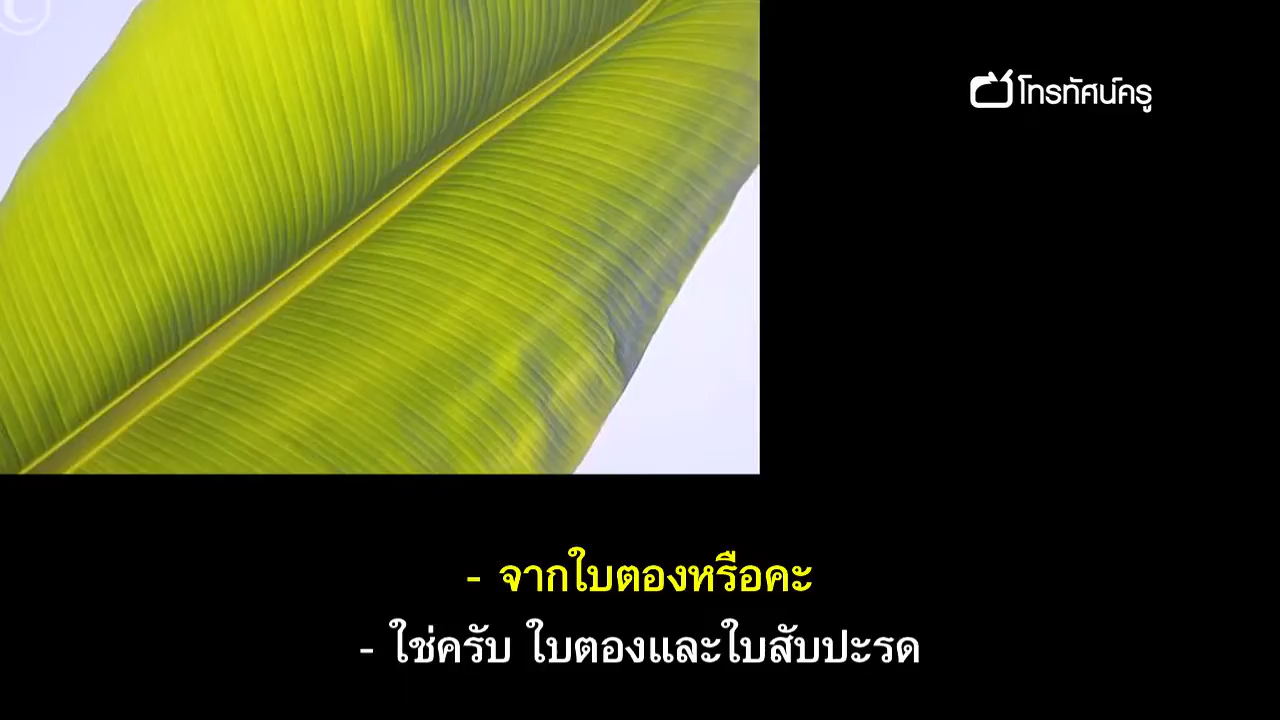 โทรทัศน์ครู
- จากใบตองหรือคะ
- ใช่ครับ ใบตองและใบสับปะรด